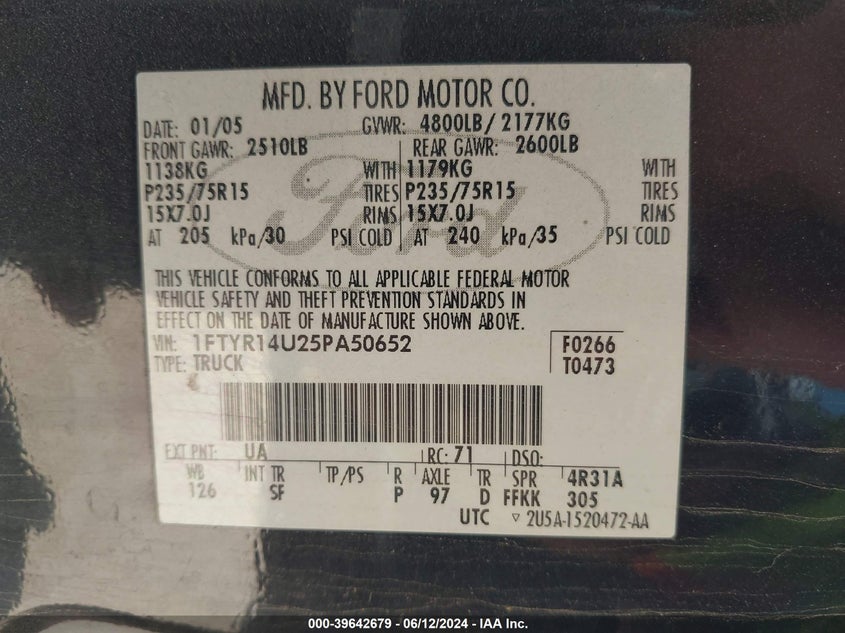 MFD. BY FORD MOTOR CO.
DATE: 01/05 GVWR: 4800LB/ 2177KG
FRONT GAWR: 2510LB REAR GAWR: 2600LB
1138KG WITH 1179KG WITH
P235/75R15 TIRES P235/75R15 TIRES
15X7.0J RIMS 15X7.0J RIMS
AT 205 kPa/30 PSI COLD AT 240 kPa/35 PSI COLD
Ford
THIS VEHICLE CONFORMS TO ALL APPLICABLE FEDERAL MOTOR
VEHICLE SAFETY AND THEFT PREVENTION STANDARDS IN
EFFECT ON THE DATE OF MANUFACTURE SHOWN ABOVE.
VIN: 1FTYR14U25PA50652 F0266
TYPE: TRUCK T0473
EXT PNT: UA RC: 71 DSO:
WB INT TR TP/PS R AXLE TR SPR 4R31A
126 SF P 97 D FFKK 305
UTC ▽ 2U5A-1520472-AA
000-39642679 / 06/12/2024 - IAA Inc.